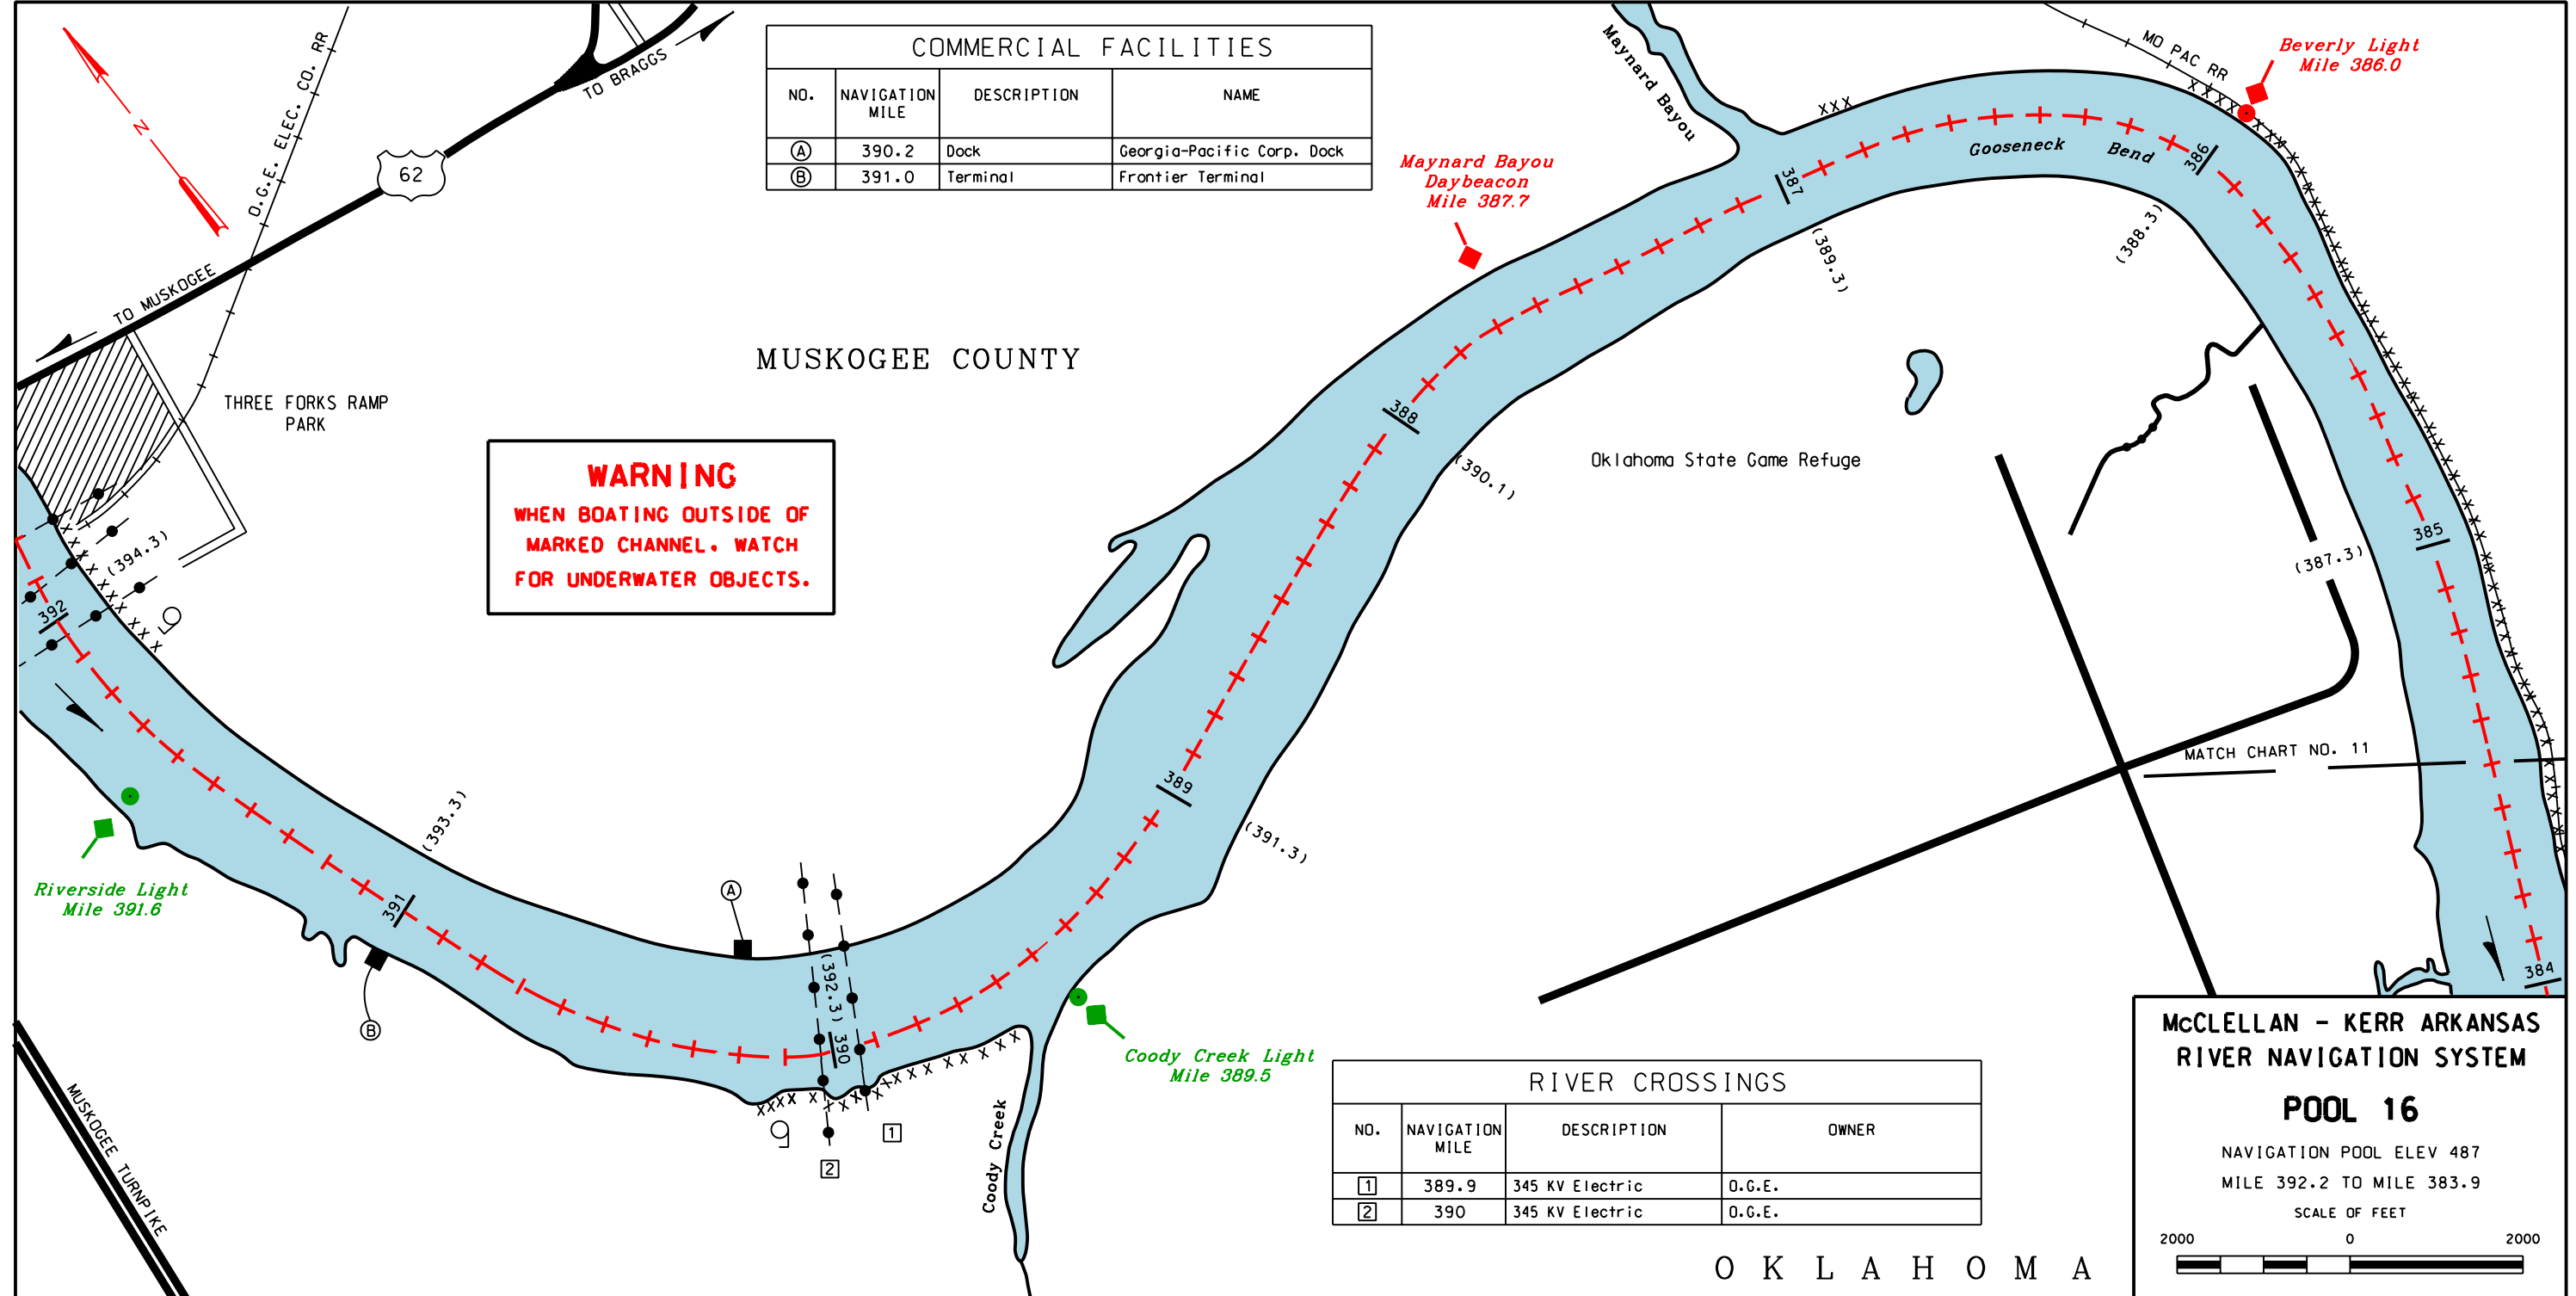 COMMERCIAL FACILITIES
NO. NAVIGATION MILE DESCRIPTION NAME
A 390.2 Dock Georgia-Pacific Corp. Dock
B 391.0 Terminal Frontier Terminal
N
O.G.E. ELEC. CO. RR
TO BRAGGS
62
TO MUSKOGEE
THREE FORKS RAMP
PARK
MUSKOGEE COUNTY
WARNING
WHEN BOATING OUTSIDE OF
MARKED CHANNEL. WATCH
FOR UNDERWATER OBJECTS.
Maynard Bayou
Maynard Bayou
Daybeacon
Mile 387.7
MO PAC RR
Beverly Light
Mile 386.0
Gooseneck Bend
386
387
(389.3)
(388.3)
388
(390.1)
Oklahoma State Game Refuge
385
(387.3)
MATCH CHART NO. 11
384
389
(391.3)
(394.3)
392
Riverside Light
Mile 391.6
(393.3)
391
A
B
(392.3)
390
1
2
Coody Creek Light
Mile 389.5
Coody Creek
MUSKOGEE TURNPIKE
RIVER CROSSINGS
NO. NAVIGATION MILE DESCRIPTION OWNER
1 389.9 345 KV Electric O.G.E.
2 390 345 KV Electric O.G.E.
OKLAHOMA
McCLELLAN - KERR ARKANSAS
RIVER NAVIGATION SYSTEM
POOL 16
NAVIGATION POOL ELEV 487
MILE 392.2 TO MILE 383.9
SCALE OF FEET
2000 0 2000